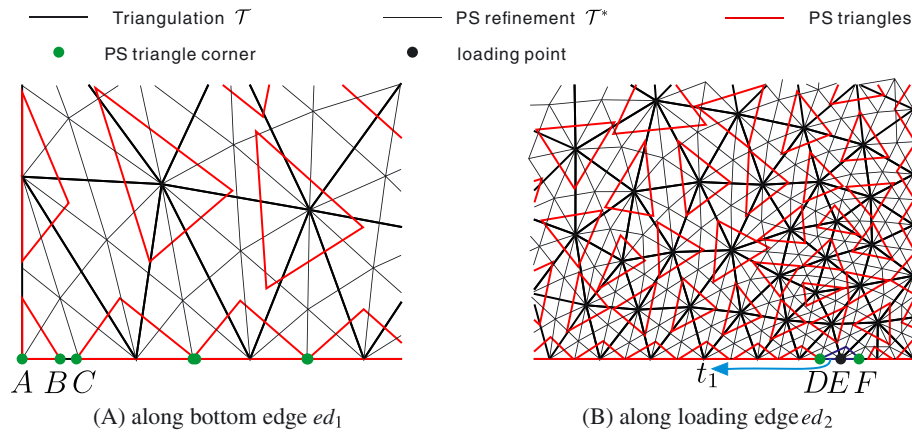 Triangulation 𝒯 PS refinement 𝒯* PS triangles
PS triangle corner loading point
A B C
t₁ D E F
(A) along bottom edge ed₁
(B) along loading edge ed₂